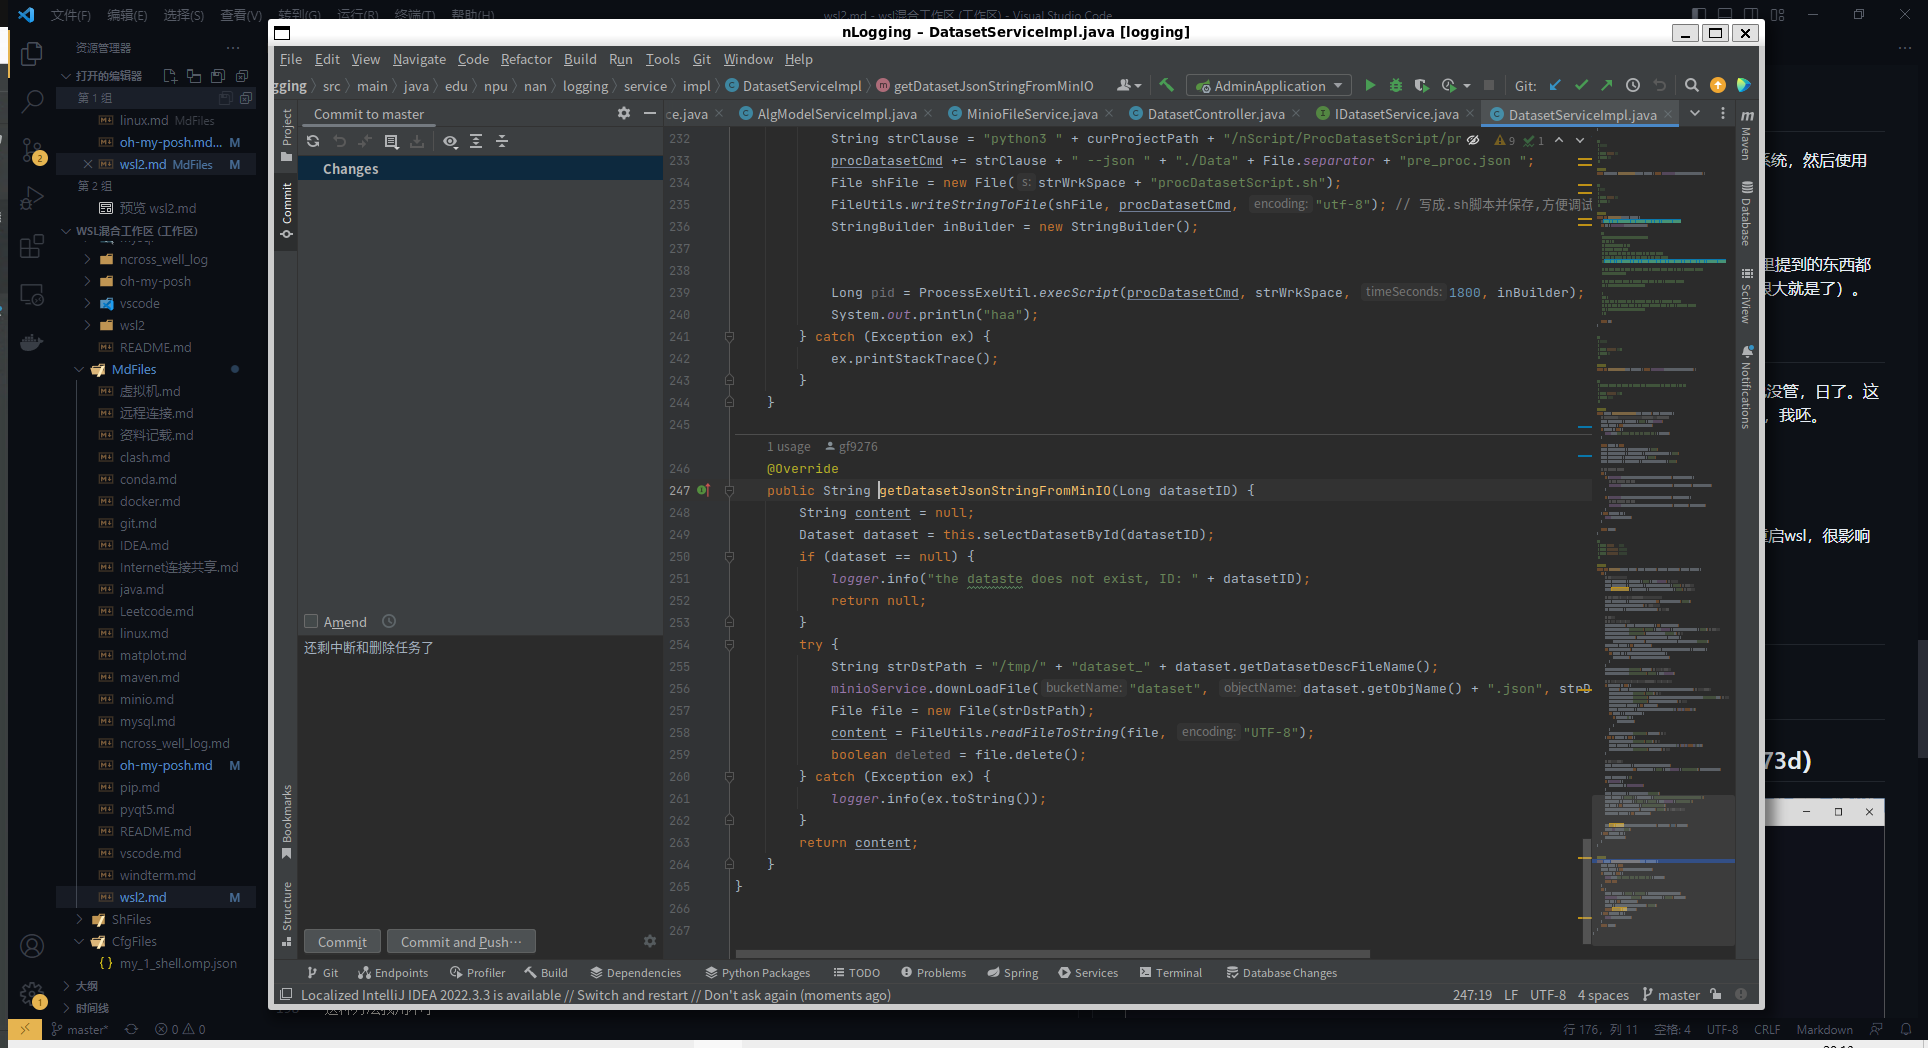 文件(F) 编辑(E) 选择(S) 查看(V) 转到(G) 运行(R) 终端(T) 帮助(H)
wsl2.md - wsl混合工作区 (工作区) - Visual Studio Code
资源管理器
打开的编辑器
第 1 组
linux.md MdFiles
oh-my-posh.md... M
wsl2.md MdFiles M
第 2 组
预览 wsl2.md
WSL混合工作区 (工作区)
ncross_well_log
oh-my-posh
vscode
wsl2
README.md
MdFiles
虚拟机.md
远程连接.md
资料记载.md
clash.md
conda.md
docker.md
git.md
IDEA.md
Internet连接共享.md
java.md
Leetcode.md
linux.md
matplot.md
maven.md
minio.md
mysql.md
ncross_well_log.md
oh-my-posh.md M
pip.md
pyqt5.md
README.md
vscode.md
windterm.md
wsl2.md M
ShFiles
CfgFiles
{ } my_1_shell.omp.json
大纲
时间线
2
1
master* 0 0
nLogging – DatasetServiceImpl.java [logging]
File Edit View Navigate Code Refactor Build Run Tools Git Window Help
gging src main java edu npu nan logging service impl DatasetServiceImpl getDatasetJsonStringFromMinIO
AdminApplication
Git:
Project
Commit
Bookmarks
Structure
Commit to master
Changes
Amend
还剩中断和删除任务了
Commit
Commit and Push...
ce.java AlgModelServiceImpl.java MinioFileService.java DatasetController.java IDatasetService.java DatasetServiceImpl.java
9 1
232 String strClause = "python3 " + curProjectPath + "/nScript/ProcDatasetScript/pr
233 procDatasetCmd += strClause + " --json " + "./Data" + File.separator + "pre_proc.json ";
234 File shFile = new File( s: strWrkSpace + "procDatasetScript.sh");
235 FileUtils.writeStringToFile(shFile, procDatasetCmd, encoding: "utf-8"); // 写成.sh脚本并保存,方便调试
236 StringBuilder inBuilder = new StringBuilder();
237
238
239 Long pid = ProcessExeUtil.execScript(procDatasetCmd, strWrkSpace, timeSeconds: 1800, inBuilder);
240 System.out.println("haa");
241 } catch (Exception ex) {
242 ex.printStackTrace();
243 }
244 }
245
1 usage gf9276
246 @Override
247 public String getDatasetJsonStringFromMinIO(Long datasetID) {
248 String content = null;
249 Dataset dataset = this.selectDatasetById(datasetID);
250 if (dataset == null) {
251 logger.info("the dataste does not exist, ID: " + datasetID);
252 return null;
253 }
254 try {
255 String strDstPath = "/tmp/" + "dataset_" + dataset.getDatasetDescFileName();
256 minioService.downLoadFile( bucketName: "dataset", objectName: dataset.getObjName() + ".json", strD
257 File file = new File(strDstPath);
258 content = FileUtils.readFileToString(file, encoding: "UTF-8");
259 boolean deleted = file.delete();
260 } catch (Exception ex) {
261 logger.info(ex.toString());
262 }
263 return content;
264 }
265 }
266
267
Maven
Database
SciView
Notifications
Git Endpoints Profiler Build Dependencies Python Packages TODO Problems Spring Services Terminal Database Changes
Localized IntelliJ IDEA 2022.3.3 is available // Switch and restart // Don't ask again (moments ago)
247:19 LF UTF-8 4 spaces master
系统，然后使用
里提到的东西都
很大就是了）。
没管，日了。这
，我呸。
重启wsl，很影响
73d)
行 176，列 11 空格: 4 UTF-8 CRLF Markdown